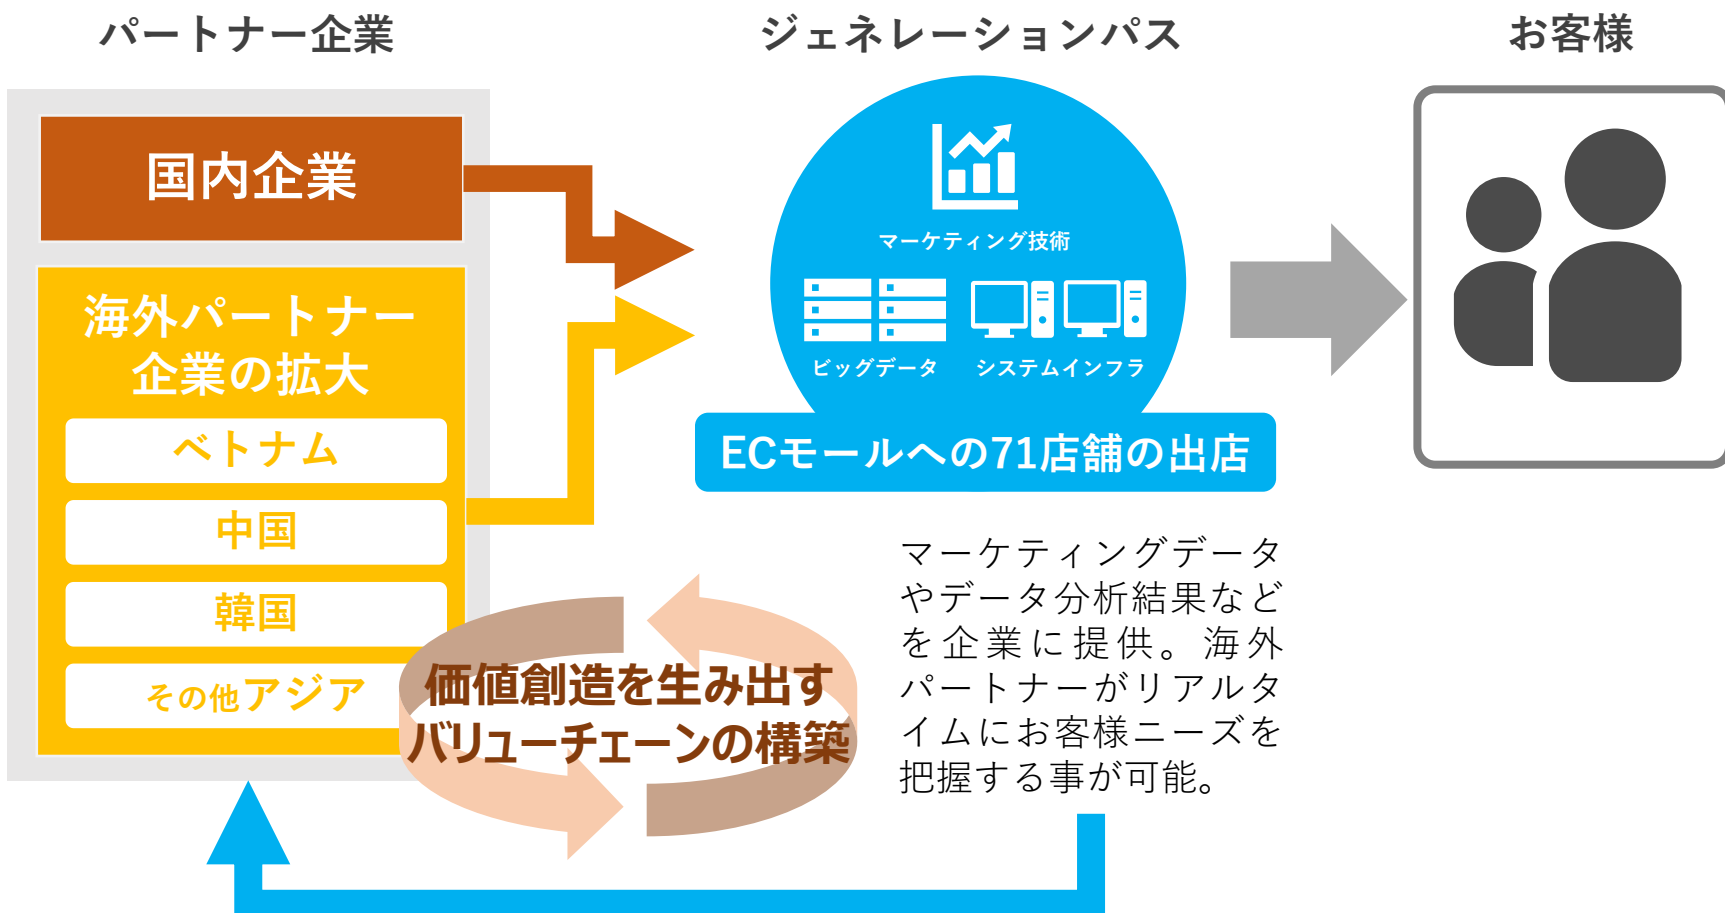 パートナー企業
ジェネレーションパス
お客様
国内企業
海外パートナー
企業の拡大
ベトナム
中国
韓国
その他アジア
マーケティング技術
ビッグデータ
システムインフラ
ECモールへの71店舗の出店
価値創造を生み出す
バリューチェーンの構築
マーケティングデータ
やデータ分析結果など
を企業に提供。海外
パートナーがリアルタ
イムにお客様ニーズを
把握する事が可能。